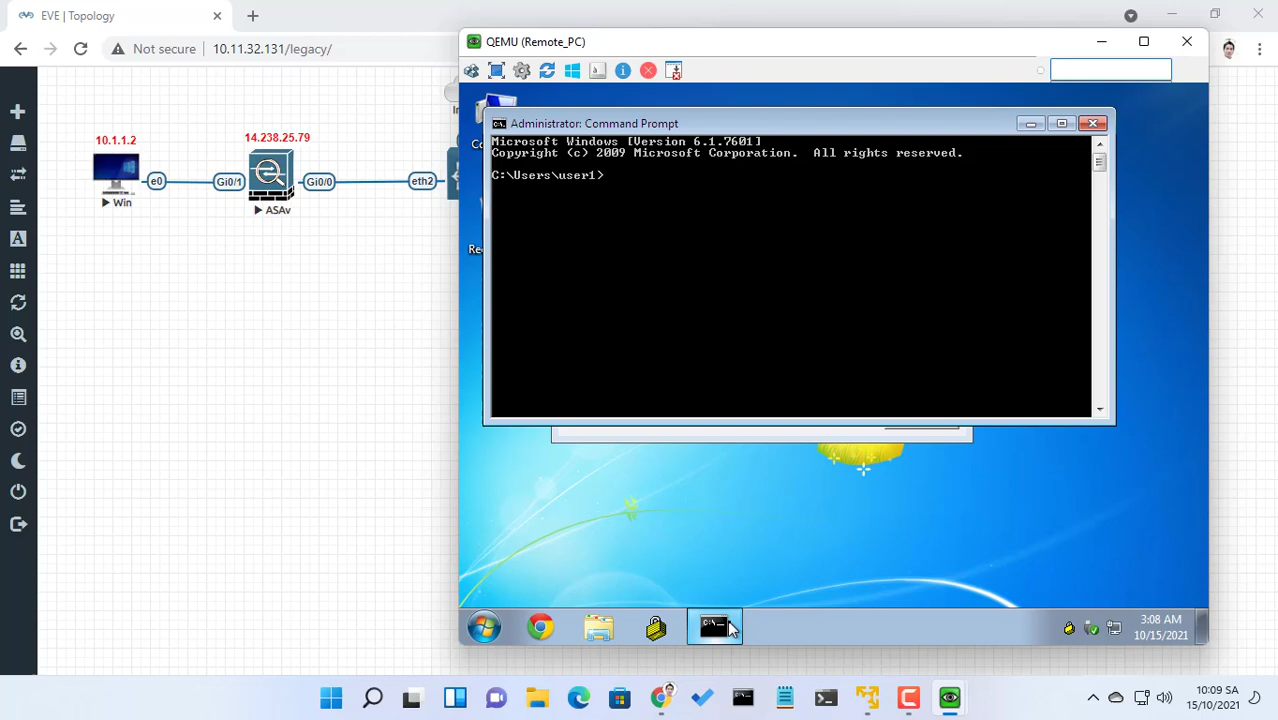 EVE | Topology
Not secure
10.11.32.131/legacy/
QEMU (Remote_PC)
10.1.1.2
14.238.25.79
e0
Gi0/1
Gi0/0
eth2
Win
ASAv
Administrator: Command Prompt
Microsoft Windows [Version 6.1.7601]
Copyright (c) 2009 Microsoft Corporation.  All rights reserved.
C:\Users\user1>
3:08 AM
10/15/2021
10:09 SA
15/10/2021